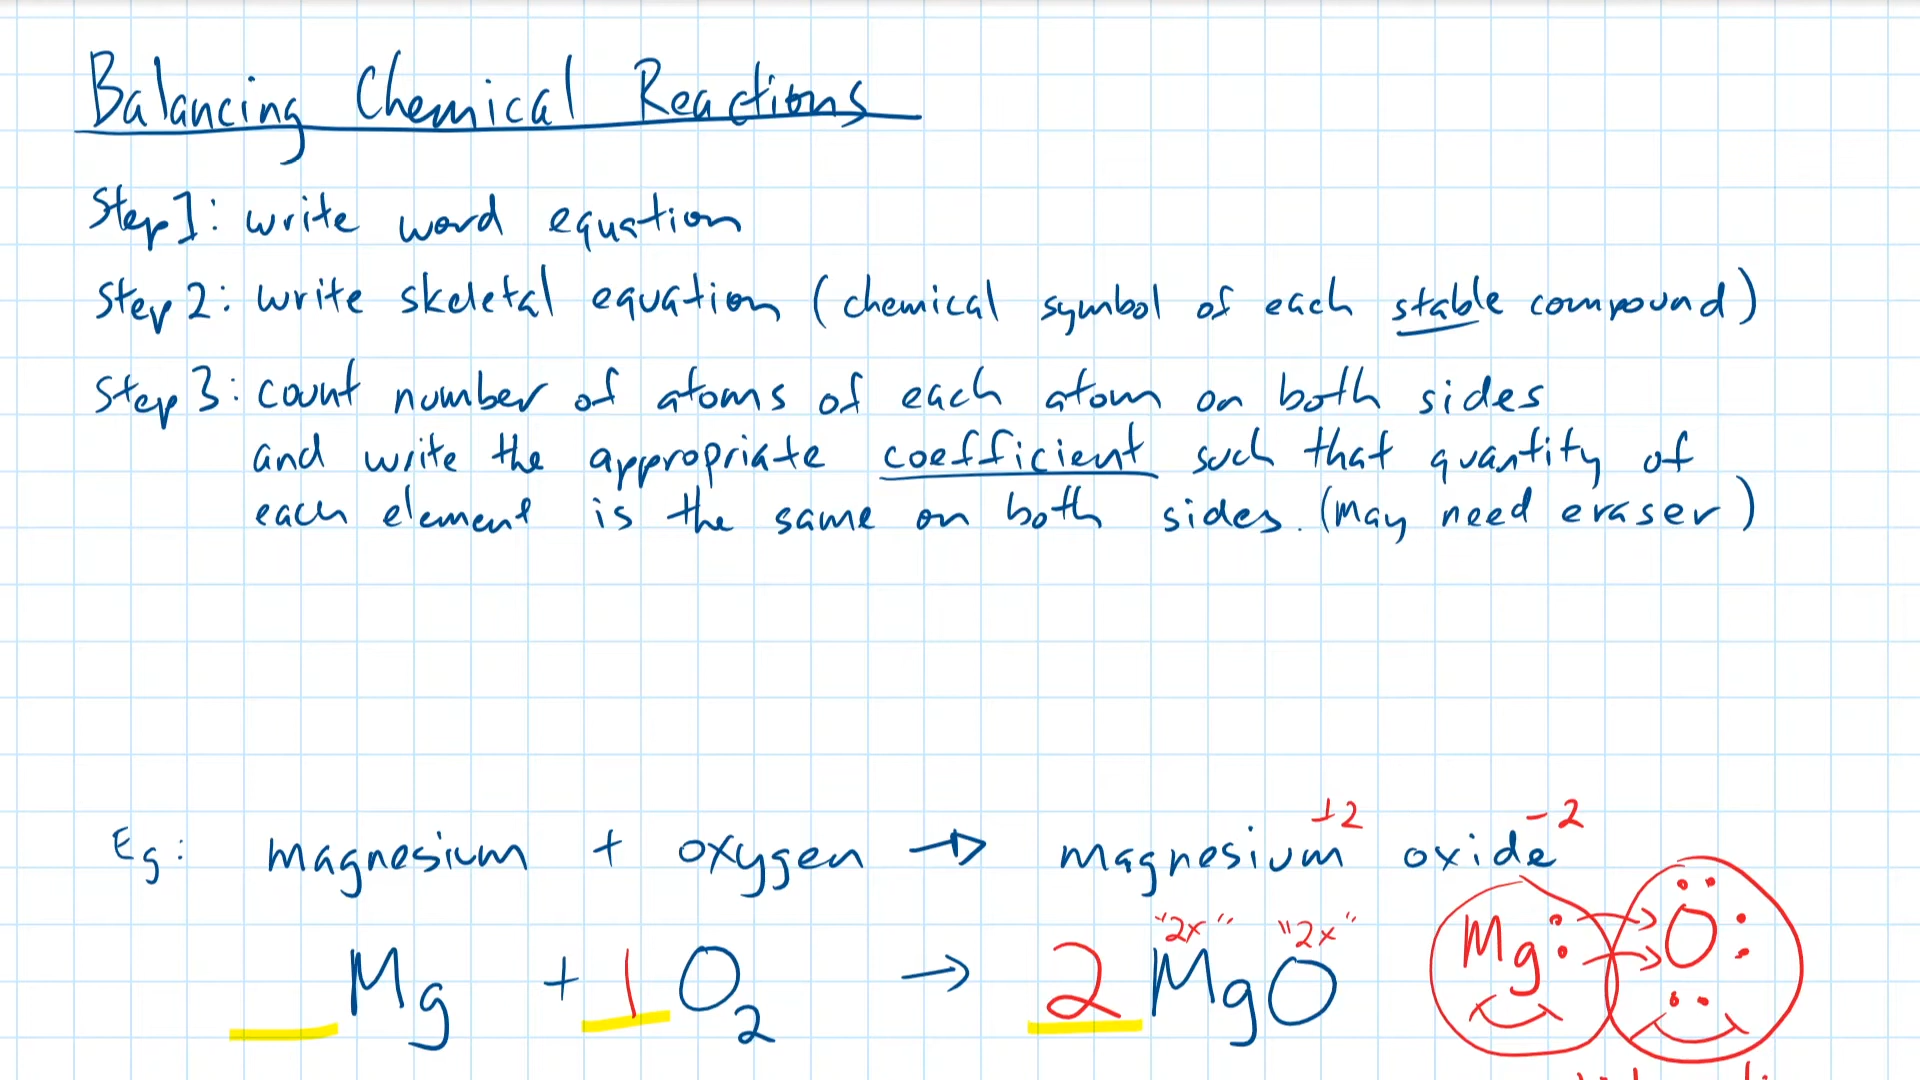 Balancing Chemical Reactions
Step 1: write word equation
Step 2: write skeletal equation (chemical symbol of each stable compound)
Step 3: count number of atoms of each atom on both sides
and write the appropriate coefficient such that quantity of
each element is the same on both sides. (may need eraser)
+2 -2
Eg: magnesium + oxygen → magnesium oxide
"2x" "2x"
__ Mg + 1 O₂ → 2 MgO
Mg: O: